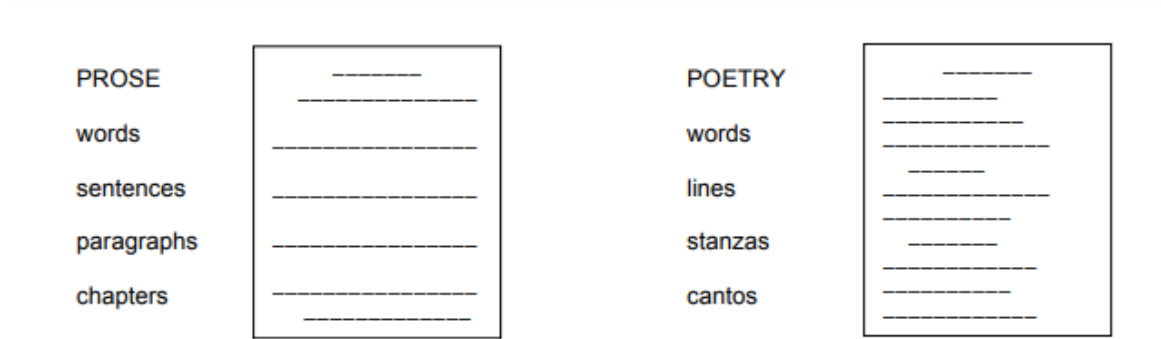 PROSE
words
sentences
paragraphs
chapters
POETRY
words
lines
stanzas
cantos